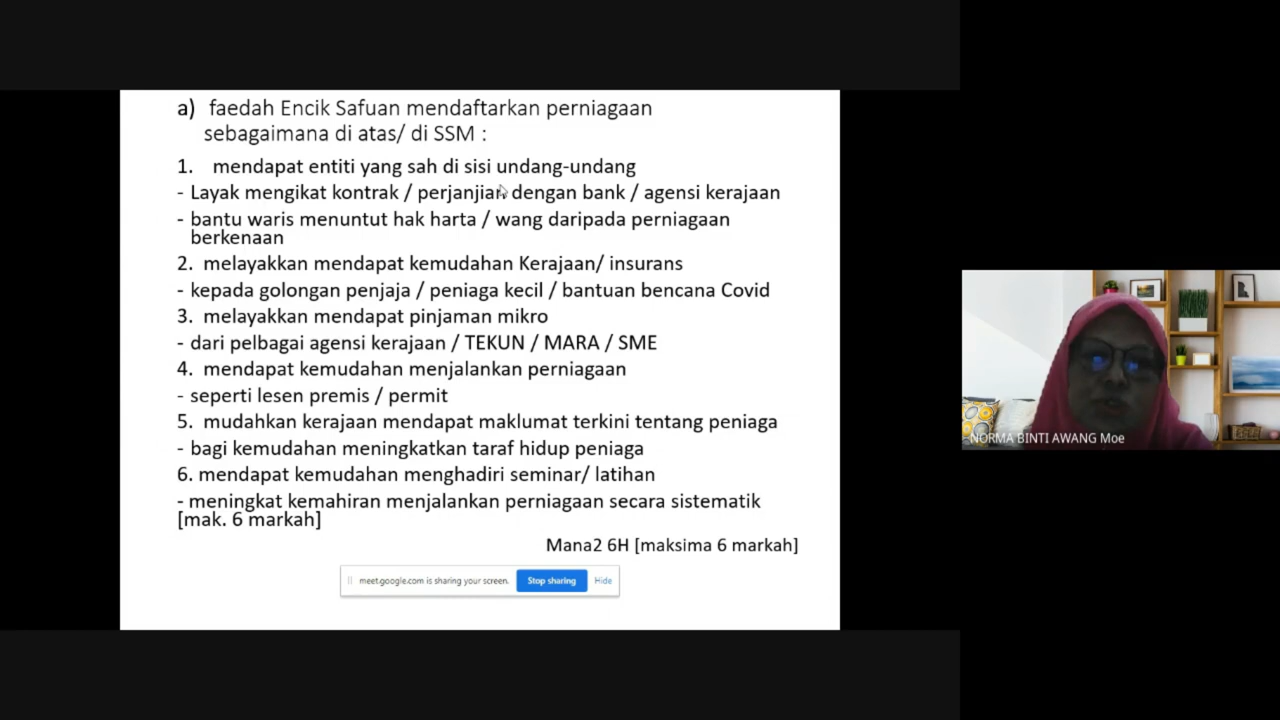 a) faedah Encik Safuan mendaftarkan perniagaan
sebagaimana di atas/ di SSM :
1. mendapat entiti yang sah di sisi undang-undang
- Layak mengikat kontrak / perjanjian dengan bank / agensi kerajaan
- bantu waris menuntut hak harta / wang daripada perniagaan
berkenaan
2. melayakkan mendapat kemudahan Kerajaan/ insurans
- kepada golongan penjaja / peniaga kecil / bantuan bencana Covid
3. melayakkan mendapat pinjaman mikro
- dari pelbagai agensi kerajaan / TEKUN / MARA / SME
4. mendapat kemudahan menjalankan perniagaan
- seperti lesen premis / permit
5. mudahkan kerajaan mendapat maklumat terkini tentang peniaga
- bagi kemudahan meningkatkan taraf hidup peniaga
6. mendapat kemudahan menghadiri seminar/ latihan
- meningkat kemahiran menjalankan perniagaan secara sistematik
[mak. 6 markah]
Mana2 6H [maksima 6 markah]
meet.google.com is sharing your screen. Stop sharing Hide
NORMA BINTI AWANG Moe